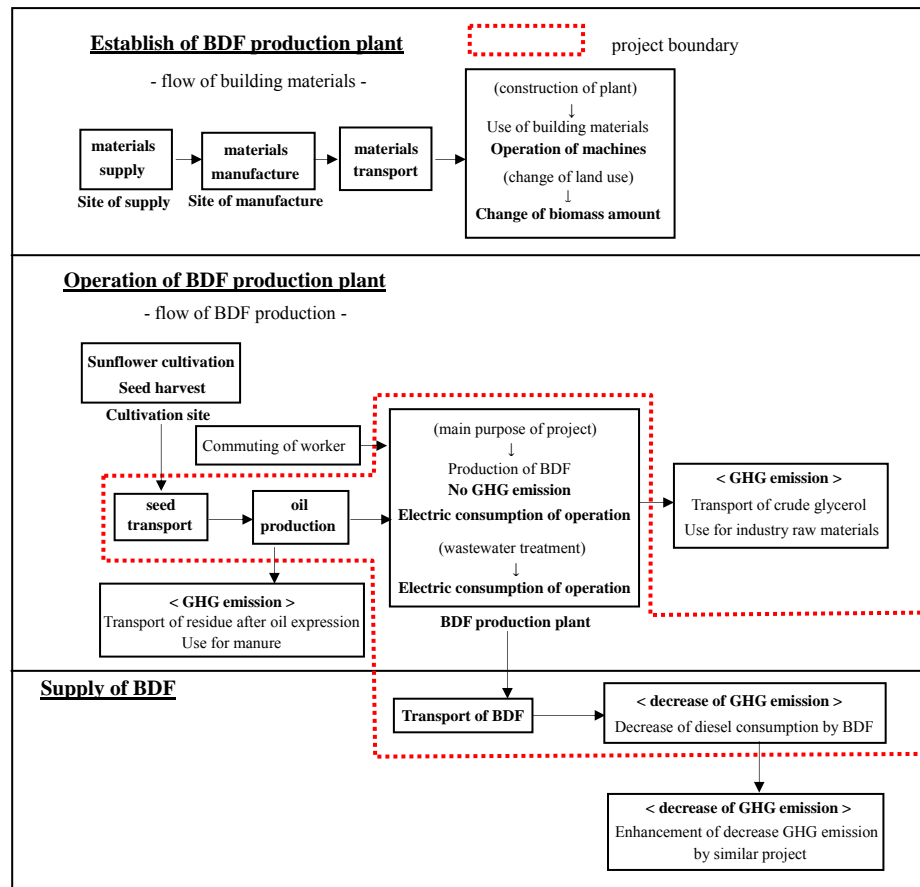 Establish of BDF production plant
project boundary
- flow of building materials -
(construction of plant)
↓
Use of building materials
Operation of machines
(change of land use)
↓
Change of biomass amount
materials
supply
Site of supply
materials
manufacture
Site of manufacture
materials
transport
Operation of BDF production plant
- flow of BDF production -
Sunflower cultivation
Seed harvest
Cultivation site
Commuting of worker
seed
transport
oil
production
(main purpose of project)
↓
Production of BDF
No GHG emission
Electric consumption of operation
(wastewater treatment)
↓
Electric consumption of operation
BDF production plant
< GHG emission >
Transport of crude glycerol
Use for industry raw materials
< GHG emission >
Transport of residue after oil expression
Use for manure
Supply of BDF
Transport of BDF
< decrease of GHG emission >
Decrease of diesel consumption by BDF
< decrease of GHG emission >
Enhancement of decrease GHG emission
by similar project